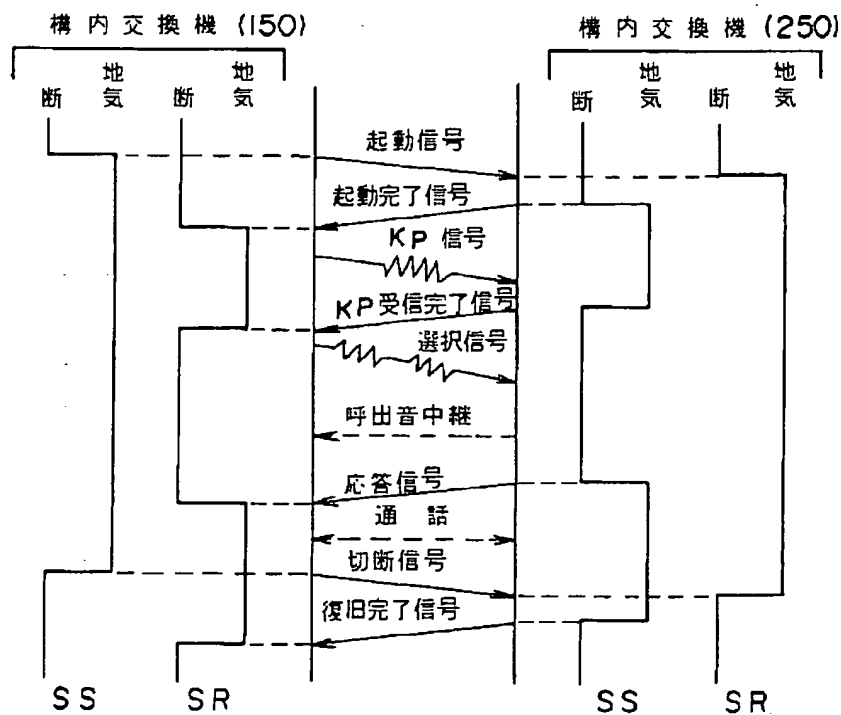 構内交換機(150)
構内交換機(250)
断 地気 断 地気
断 地気 断 地気
起動信号
起動完了信号
KP信号
KP受信完了信号
選択信号
呼出音中継
応答信号
通話
切断信号
復旧完了信号
SS SR
SS SR